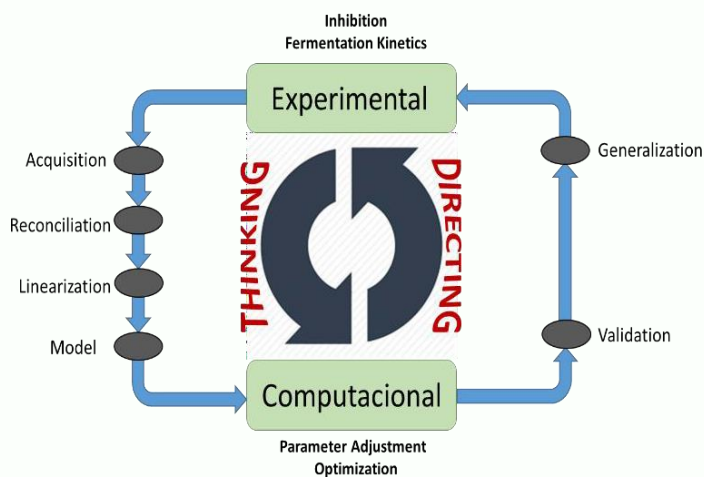 Inhibition
Fermentation Kinetics
Experimental
Acquisition
Reconciliation
Linearization
Model
THINKING
DIRECTING
Generalization
Validation
Computacional
Parameter Adjustment
Optimization